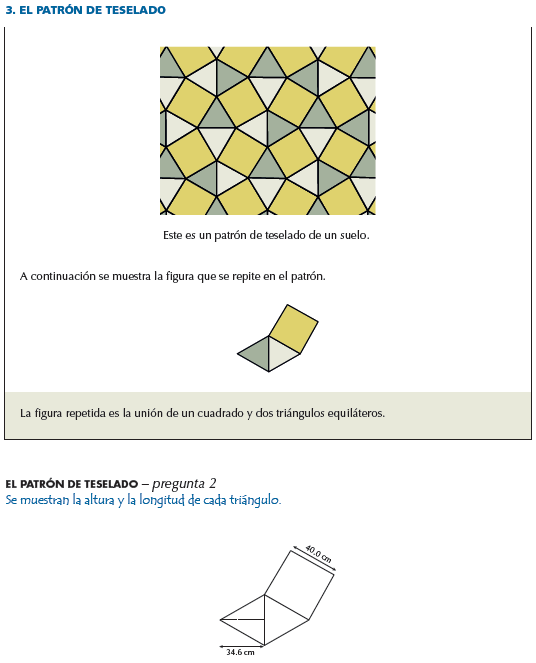 3. EL PATRÓN DE TESELADO
Este es un patrón de teselado de un suelo.
A continuación se muestra la figura que se repite en el patrón.
La figura repetida es la unión de un cuadrado y dos triángulos equiláteros.
EL PATRÓN DE TESELADO – pregunta 2
Se muestran la altura y la longitud de cada triángulo.
40.0 cm
34.6 cm